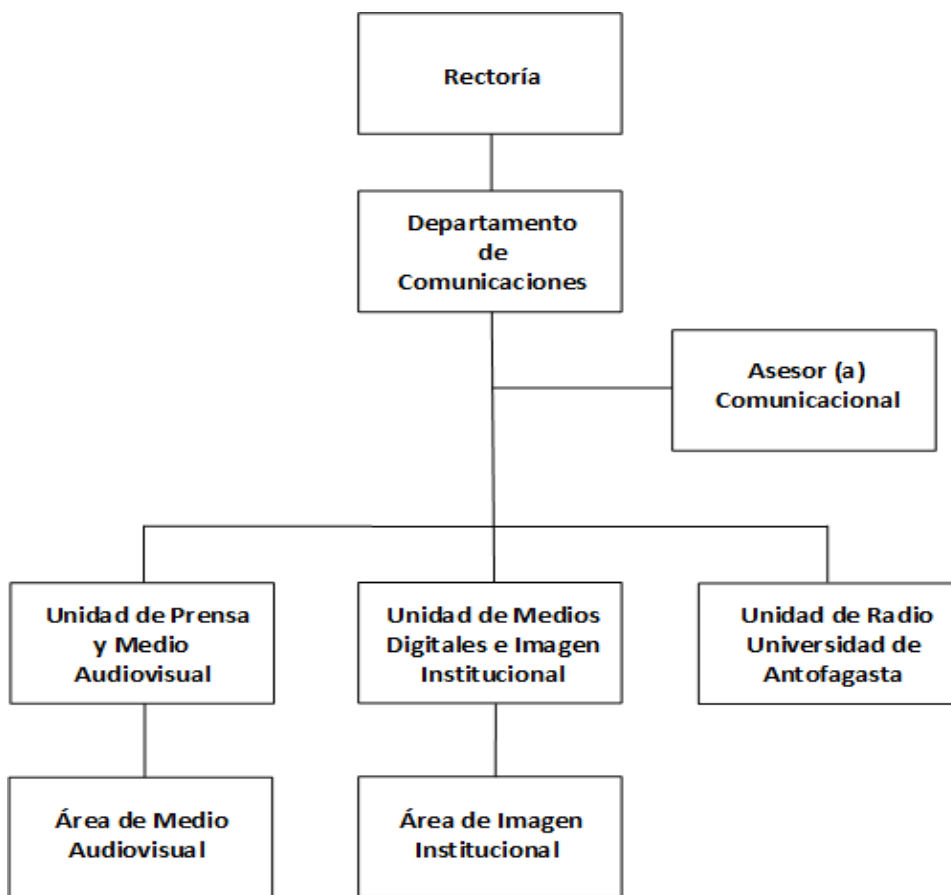 Rectoría
Departamento
de
Comunicaciones
Asesor (a)
Comunicacional
Unidad de Prensa
y Medio
Audiovisual
Unidad de Medios
Digitales e Imagen
Institucional
Unidad de Radio
Universidad de
Antofagasta
Área de Medio
Audiovisual
Área de Imagen
Institucional